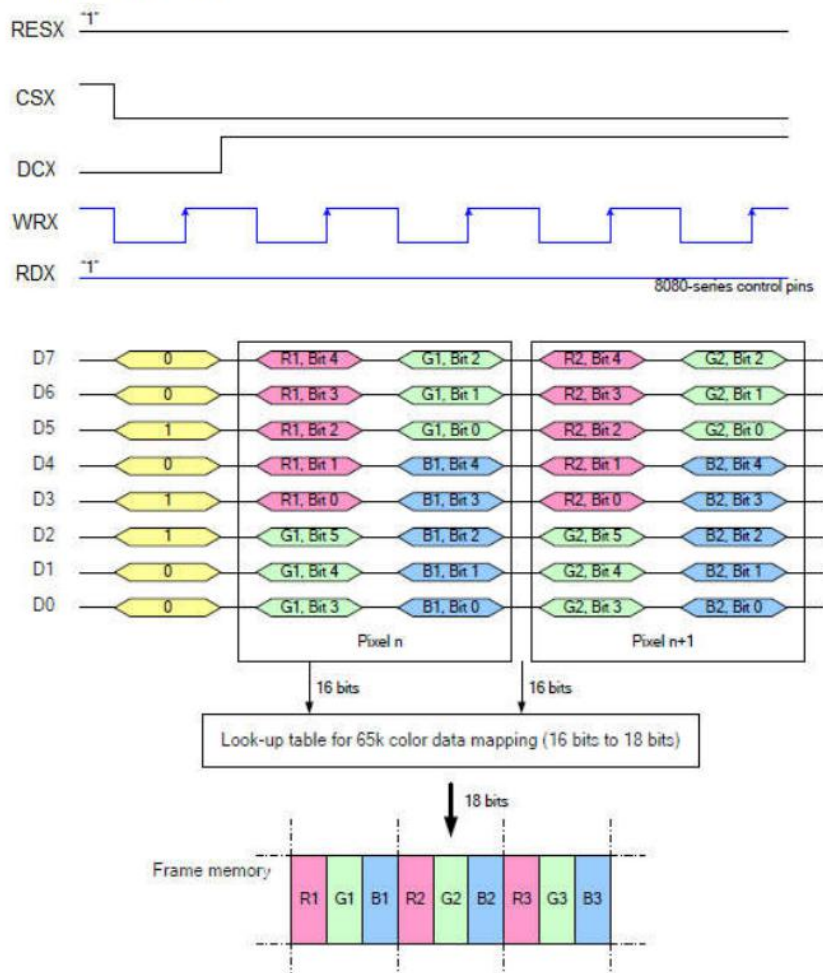 RESX "1"
CSX
DCX
WRX
RDX "1"
8080-series control pins
D7 0 R1, Bit 4 G1, Bit 2 R2, Bit 4 G2, Bit 2
D6 0 R1, Bit 3 G1, Bit 1 R2, Bit 3 G2, Bit 1
D5 1 R1, Bit 2 G1, Bit 0 R2, Bit 2 G2, Bit 0
D4 0 R1, Bit 1 B1, Bit 4 R2, Bit 1 B2, Bit 4
D3 1 R1, Bit 0 B1, Bit 3 R2, Bit 0 B2, Bit 3
D2 1 G1, Bit 5 B1, Bit 2 G2, Bit 5 B2, Bit 2
D1 0 G1, Bit 4 B1, Bit 1 G2, Bit 4 B2, Bit 1
D0 0 G1, Bit 3 B1, Bit 0 G2, Bit 3 B2, Bit 0
Pixel n Pixel n+1
16 bits 16 bits
Look-up table for 65k color data mapping (16 bits to 18 bits)
18 bits
Frame memory
R1 G1 B1 R2 G2 B2 R3 G3 B3